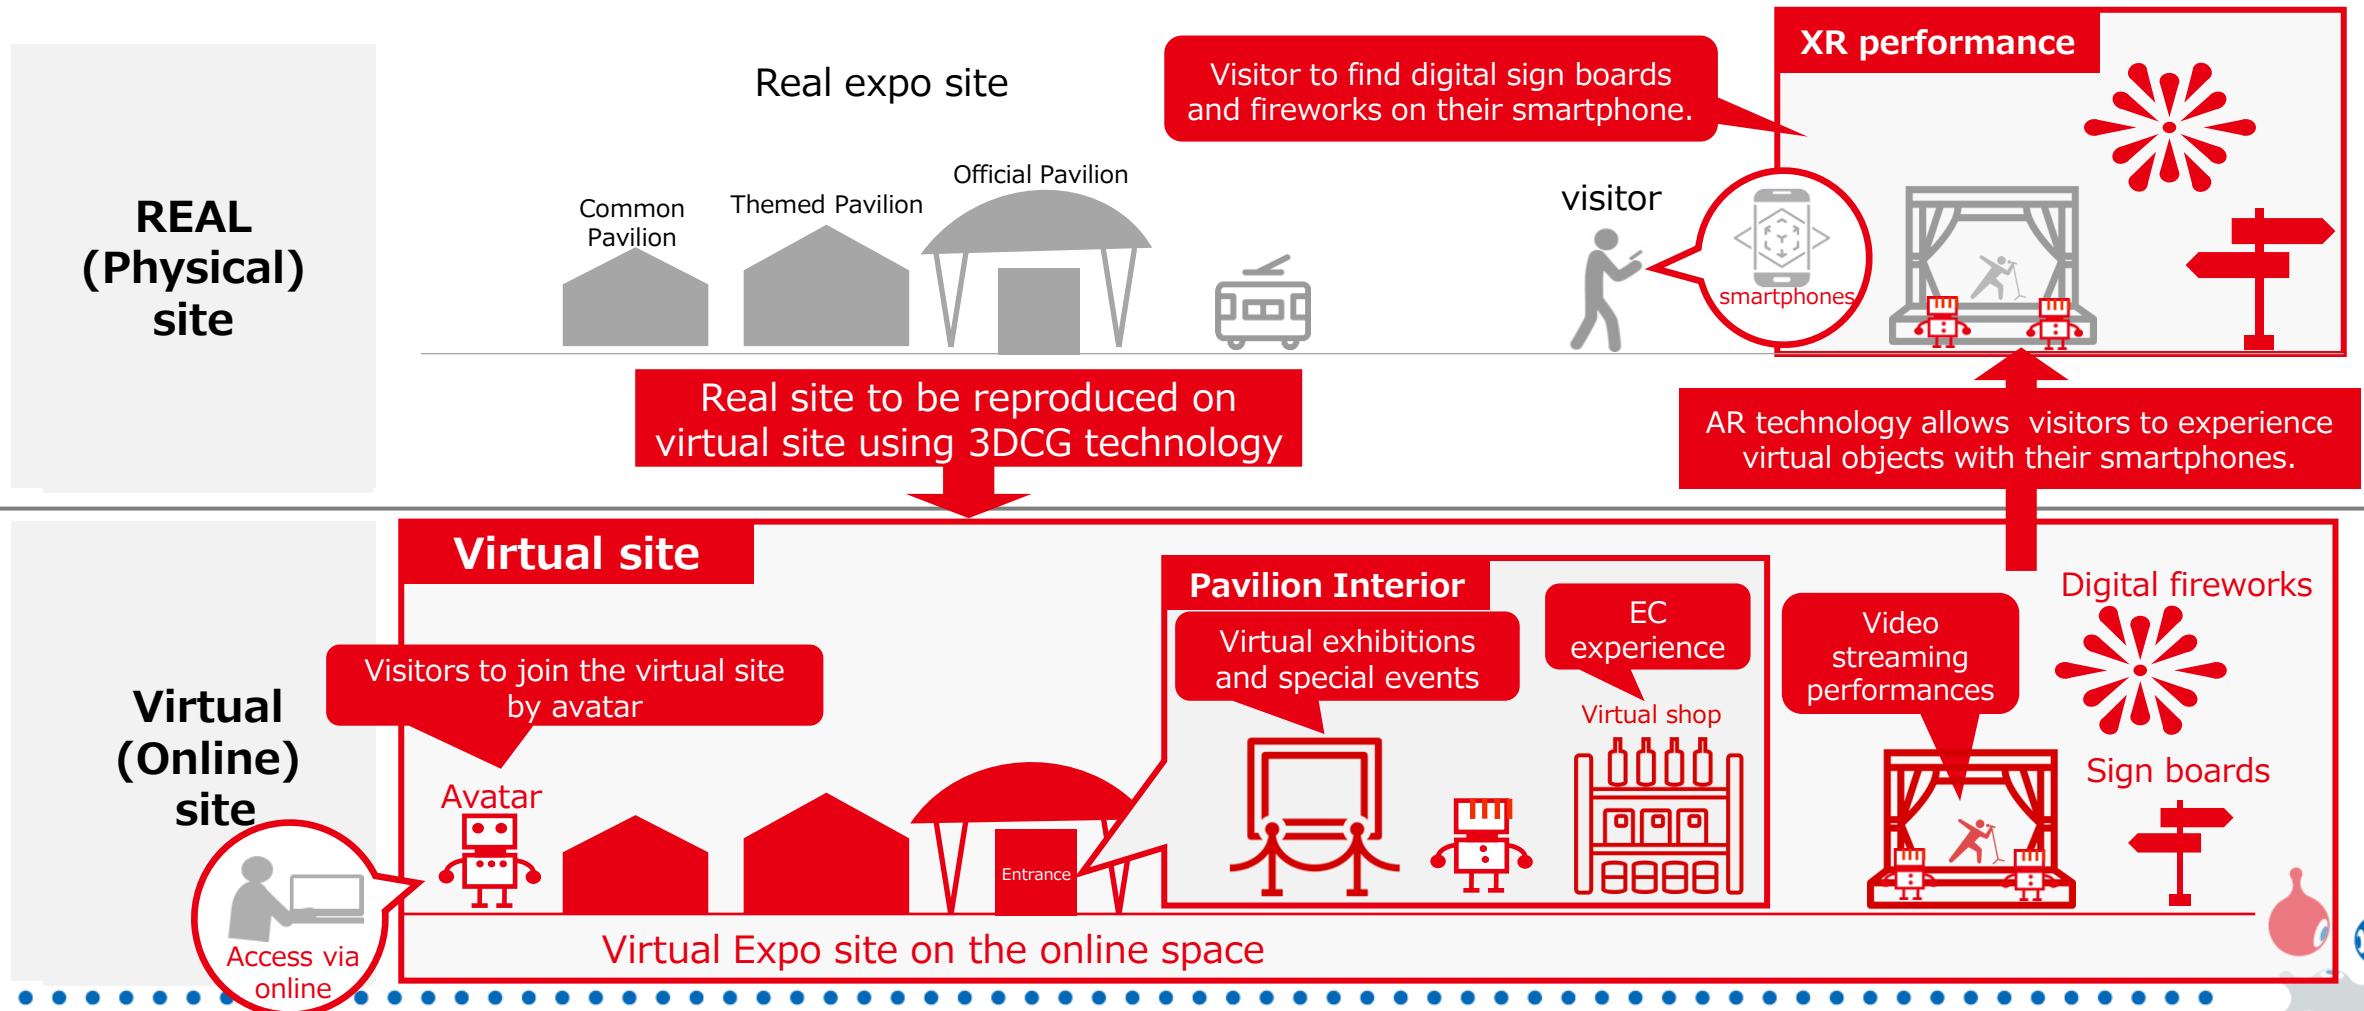 REAL
(Physical)
site
Real expo site
Common
Pavilion
Themed Pavilion
Official Pavilion
Visitor to find digital sign boards
and fireworks on their smartphone.
visitor
smartphones
XR performance
Real site to be reproduced on
virtual site using 3DCG technology
AR technology allows visitors to experience
virtual objects with their smartphones.
Virtual
(Online)
site
Access via
online
Virtual site
Visitors to join the virtual site
by avatar
Avatar
Entrance
Pavilion Interior
Virtual exhibitions
and special events
EC
experience
Virtual shop
Video
streaming
performances
Digital fireworks
Sign boards
Virtual Expo site on the online space